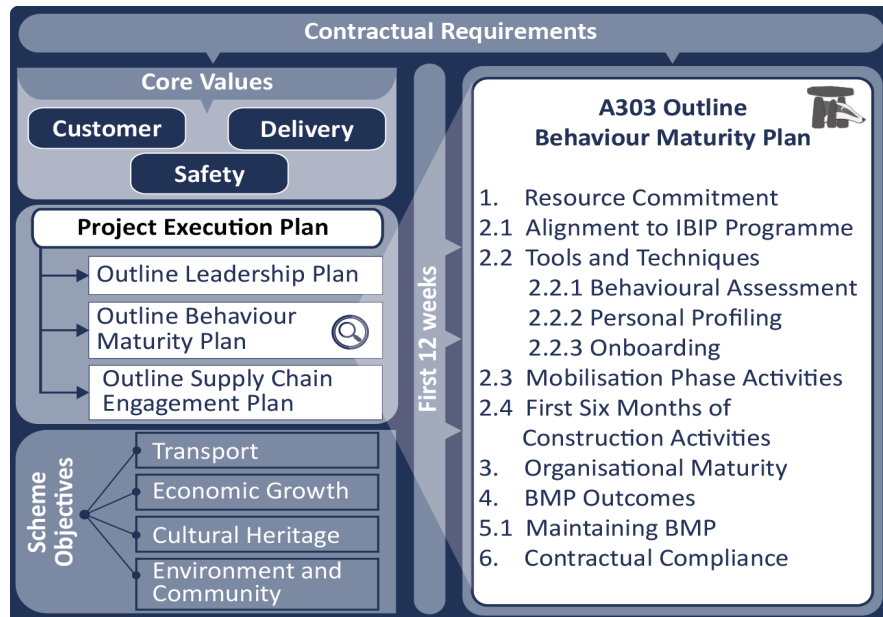 Contractual Requirements
Core Values
Customer
Delivery
Safety
Project Execution Plan
Outline Leadership Plan
Outline Behaviour
Maturity Plan
Outline Supply Chain
Engagement Plan
Scheme
Objectives
Transport
Economic Growth
Cultural Heritage
Environment and
Community
First 12 weeks
A303 Outline
Behaviour Maturity Plan
1. Resource Commitment
2.1 Alignment to IBIP Programme
2.2 Tools and Techniques
2.2.1 Behavioural Assessment
2.2.2 Personal Profiling
2.2.3 Onboarding
2.3 Mobilisation Phase Activities
2.4 First Six Months of
Construction Activities
3. Organisational Maturity
4. BMP Outcomes
5.1 Maintaining BMP
6. Contractual Compliance